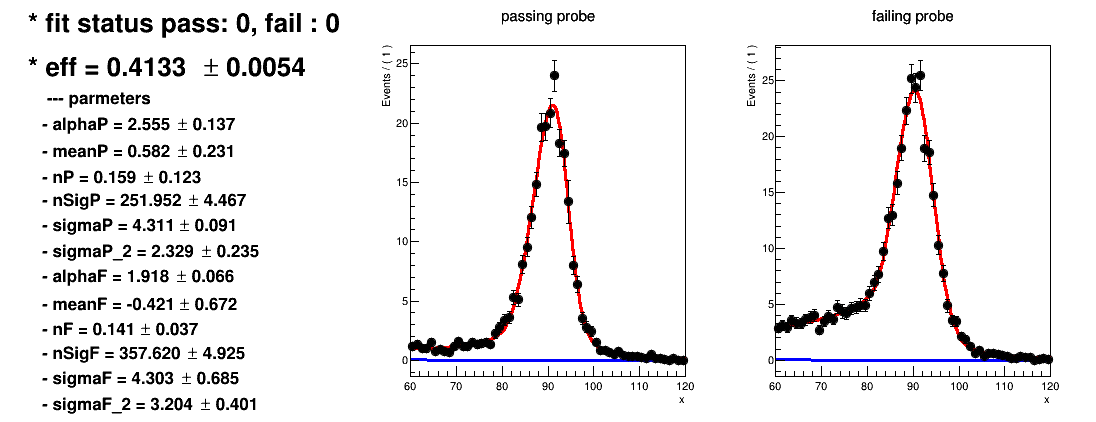 * fit status pass: 0, fail : 0
* eff = 0.4133 ± 0.0054
--- parmeters
- alphaP = 2.555 ± 0.137
- meanP = 0.582 ± 0.231
- nP = 0.159 ± 0.123
- nSigP = 251.952 ± 4.467
- sigmaP = 4.311 ± 0.091
- sigmaP_2 = 2.329 ± 0.235
- alphaF = 1.918 ± 0.066
- meanF = -0.421 ± 0.672
- nF = 0.141 ± 0.037
- nSigF = 357.620 ± 4.925
- sigmaF = 4.303 ± 0.685
- sigmaF_2 = 3.204 ± 0.401
passing probe
Events / ( 1 )
25
20
15
10
5
0
60 70 80 90 100 110 120
x
failing probe
Events / ( 1 )
25
20
15
10
5
0
60 70 80 90 100 110 120
x